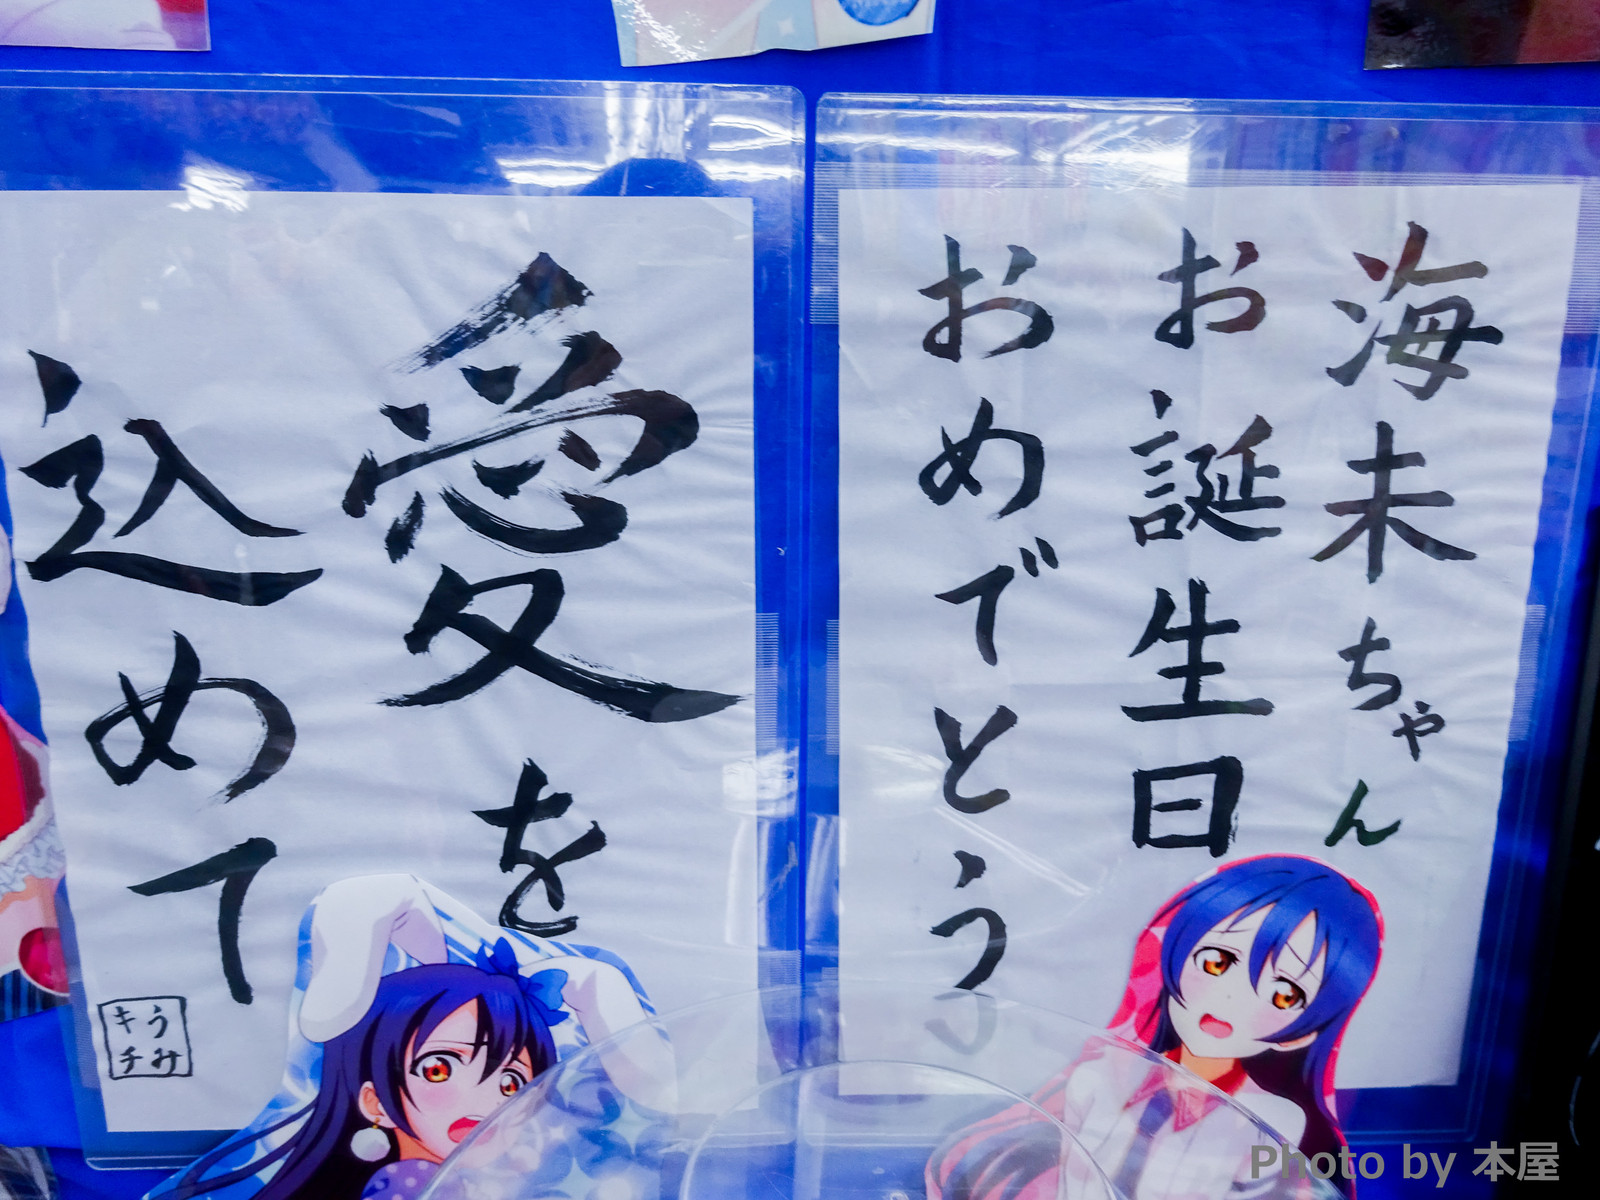 海未ちゃん
お誕生日
おめでとう
愛を
込めて
うみ
キチ
Photo by 本屋